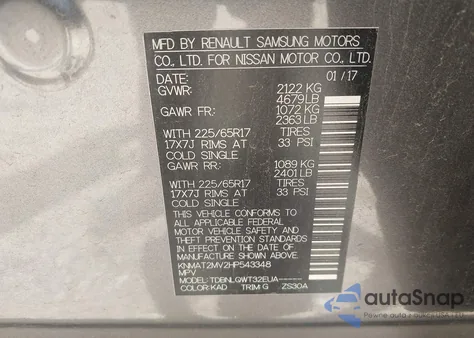 MFD BY RENAULT SAMSUNG MOTORS
CO., LTD. FOR NISSAN MOTOR CO., LTD.
DATE: 01/17
GVWR: 2122 KG
4679 LB
GAWR FR: 1072 KG
2363 LB
WITH 225/65R17 TIRES
17X7J RIMS AT 33 PSI
COLD SINGLE
GAWR RR: 1089 KG
2401 LB
WITH 225/65R17 TIRES
17X7J RIMS AT 33 PSI
COLD SINGLE
THIS VEHICLE CONFORMS TO
ALL APPLICABLE FEDERAL
MOTOR VEHICLE SAFETY AND
THEFT PREVENTION STANDARDS
IN EFFECT ON THE DATE OF
MANUFACTURE SHOWN ABOVE.
KNMAT2MV2HP543348
MPV
MODEL: TDBNLGWT32EUA--------
COLOR:KAD TRIM G ZS30A
autoSnap
Pewne auto z USA